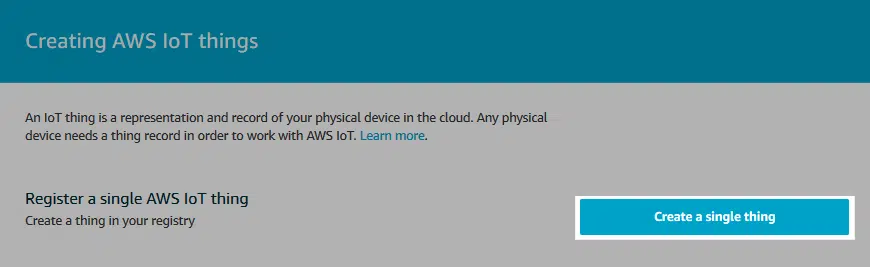 Creating AWS IoT things
An IoT thing is a representation and record of your physical device in the cloud. Any physical
device needs a thing record in order to work with AWS IoT. Learn more.
Register a single AWS IoT thing
Create a thing in your registry
Create a single thing